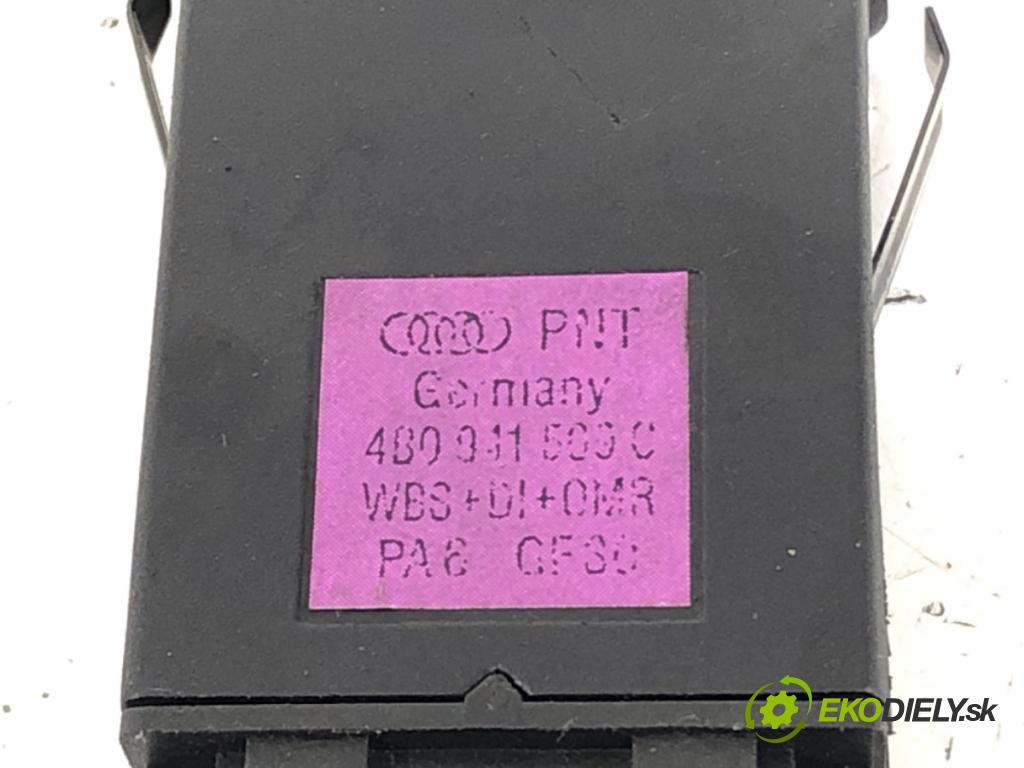 PNT
Germany
4B0 941 509 C
WBS+DI+OMR
PA6 GF30
EKODIELY.sk